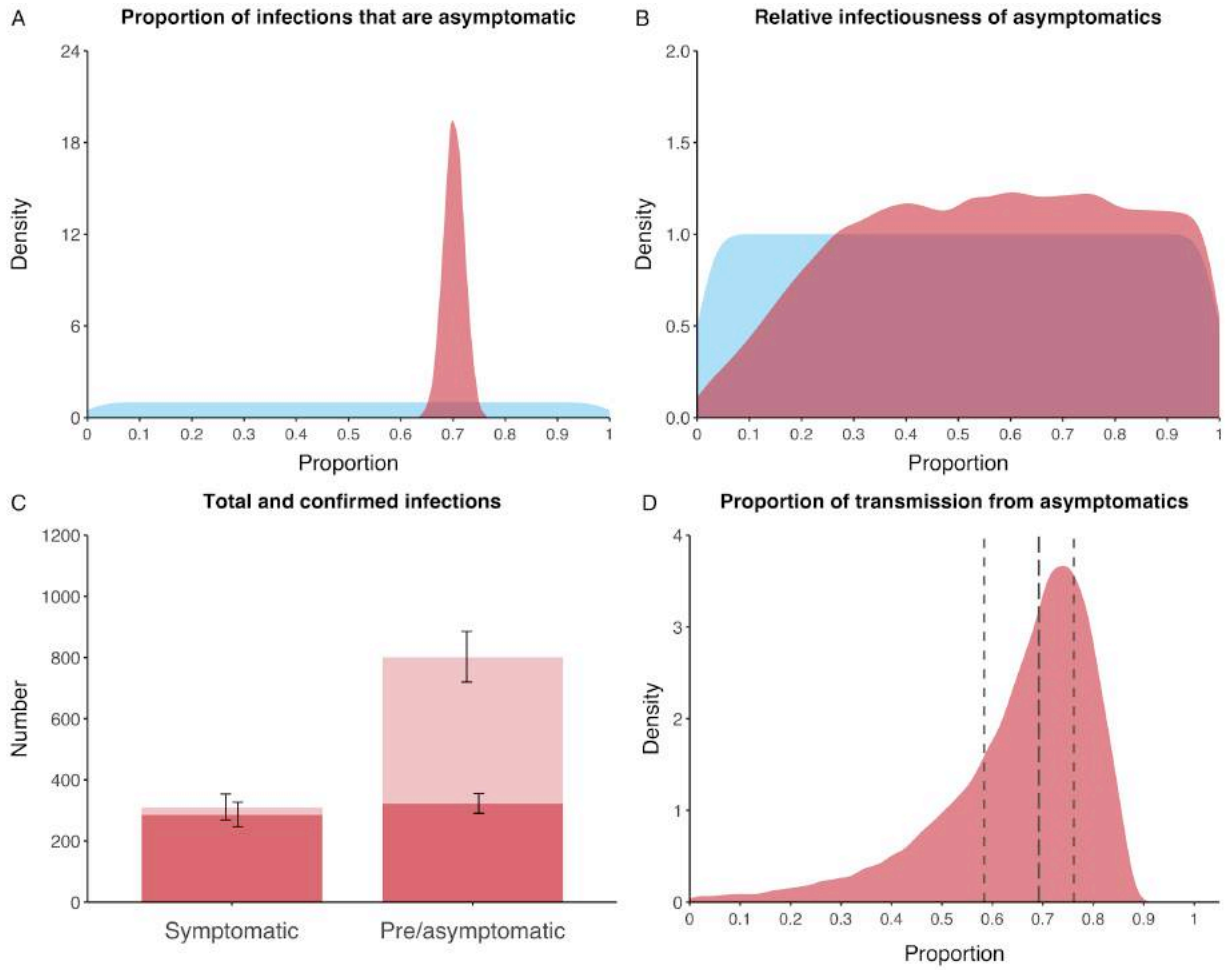 A Proportion of infections that are asymptomatic
24
18
12
6
0
Density
0 0.1 0.2 0.3 0.4 0.5 0.6 0.7 0.8 0.9 1
Proportion
B Relative infectiousness of asymptomatics
2.0
1.5
1.0
0.5
0.0
Density
0 0.1 0.2 0.3 0.4 0.5 0.6 0.7 0.8 0.9 1
Proportion
C Total and confirmed infections
1200
1000
800
600
400
200
0
Number
Symptomatic Pre/asymptomatic
D Proportion of transmission from asymptomatics
4
3
2
1
0
Density
0 0.1 0.2 0.3 0.4 0.5 0.6 0.7 0.8 0.9 1
Proportion